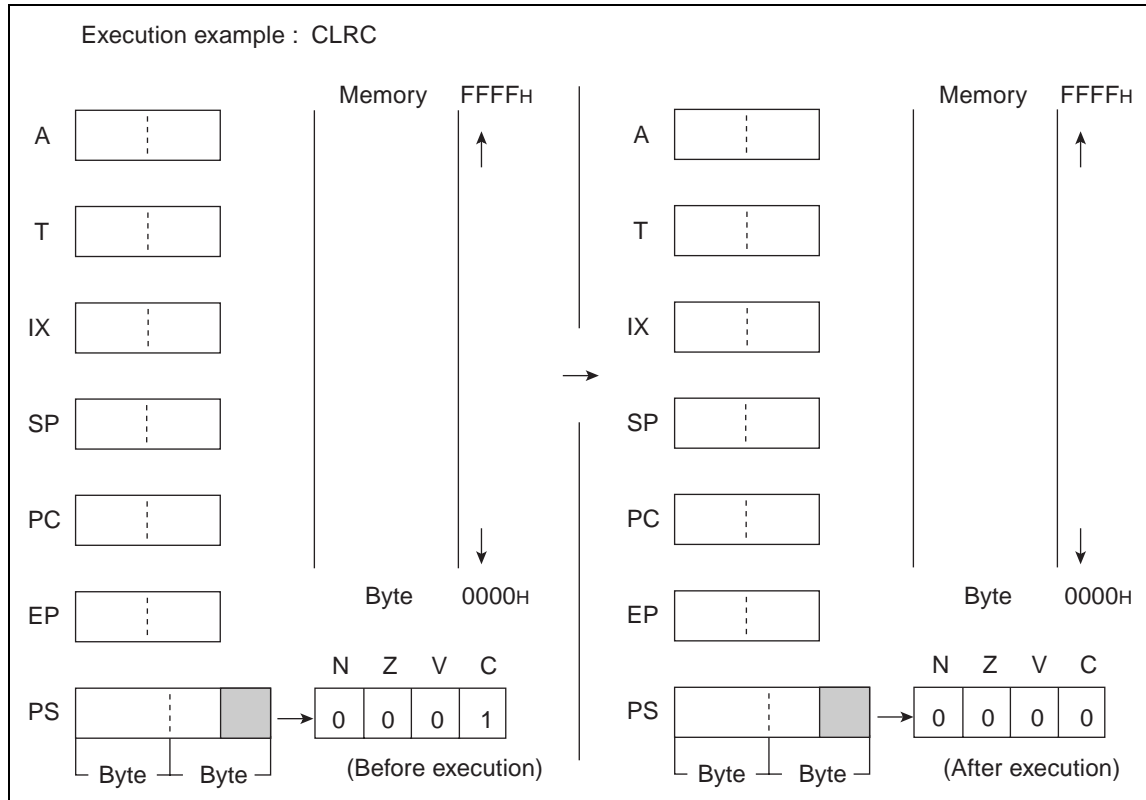 Execution example : CLRC
Memory FFFFH
A
T
IX
SP
PC
EP
Byte 0000H
N Z V C
PS 0 0 0 1
Byte Byte (Before execution)
Memory FFFFH
A
T
IX
SP
PC
EP
Byte 0000H
N Z V C
PS 0 0 0 0
Byte Byte (After execution)